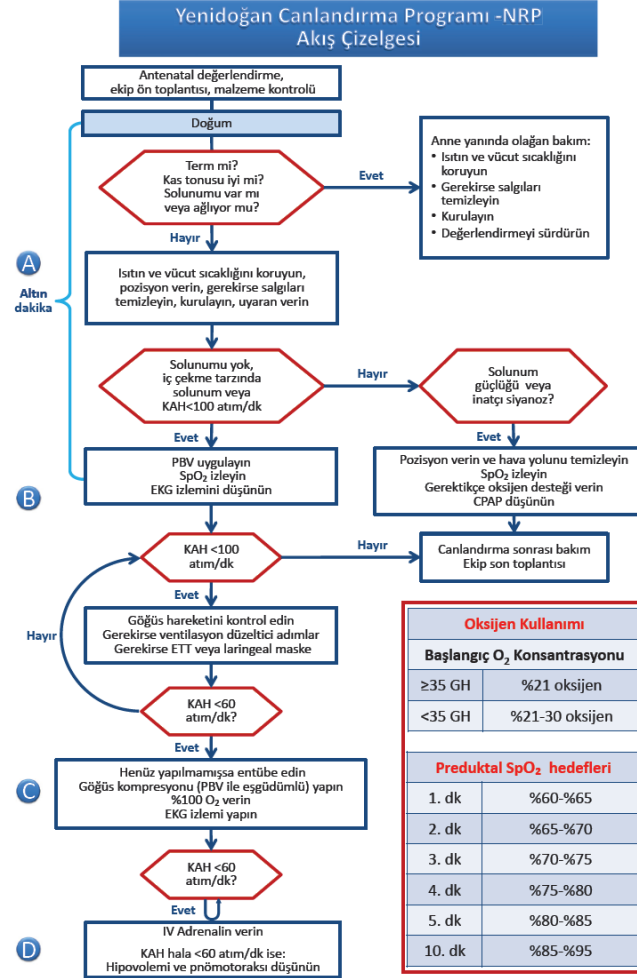 Yenidoğan Canlandırma Programı -NRP
Akış Çizelgesi
Antenatal değerlendirme,
ekip ön toplantısı, malzeme kontrolü
Doğum
Term mi?
Kas tonusu iyi mi?
Solunumu var mı
veya ağlıyor mu?
Evet
Anne yanında olağan bakım:
• Isıtın ve vücut sıcaklığını
koruyun
• Gerekirse salgıları
temizleyin
• Kurulayın
• Değerlendirmeyi sürdürün
Hayır
A
Altın
dakika
Isıtın ve vücut sıcaklığını koruyun,
pozisyon verin, gerekirse salgıları
temizleyin, kurulayın, uyaran verin
Solunumu yok,
iç çekme tarzında
solunum veya
KAH<100 atım/dk
Hayır
Solunum
güçlüğü veya
inatçı siyanoz?
Evet
Evet
B
PBV uygulayın
SpO₂ izleyin
EKG izlemini düşünün
Pozisyon verin ve hava yolunu temizleyin
SpO₂ izleyin
Gerektikçe oksijen desteği verin
CPAP düşünün
KAH <100
atım/dk
Hayır
Canlandırma sonrası bakım
Ekip son toplantısı
Evet
Göğüs hareketini kontrol edin
Gerekirse ventilasyon düzeltici adımlar
Gerekirse ETT veya laringeal maske
Hayır
KAH <60
atım/dk?
Evet
C
Henüz yapılmamışsa entübe edin
Göğüs kompresyonu (PBV ile eşgüdümlü) yapın
%100 O₂ verin
EKG izlemi yapın
KAH <60
atım/dk?
Evet
D
IV Adrenalin verin
KAH hala <60 atım/dk ise:
Hipovolemi ve pnömotoraksı düşünün
Oksijen Kullanımı
Başlangıç O₂ Konsantrasyonu
≥35 GH %21 oksijen
<35 GH %21-30 oksijen
Preduktal SpO₂ hedefleri
1. dk %60-%65
2. dk %65-%70
3. dk %70-%75
4. dk %75-%80
5. dk %80-%85
10. dk %85-%95